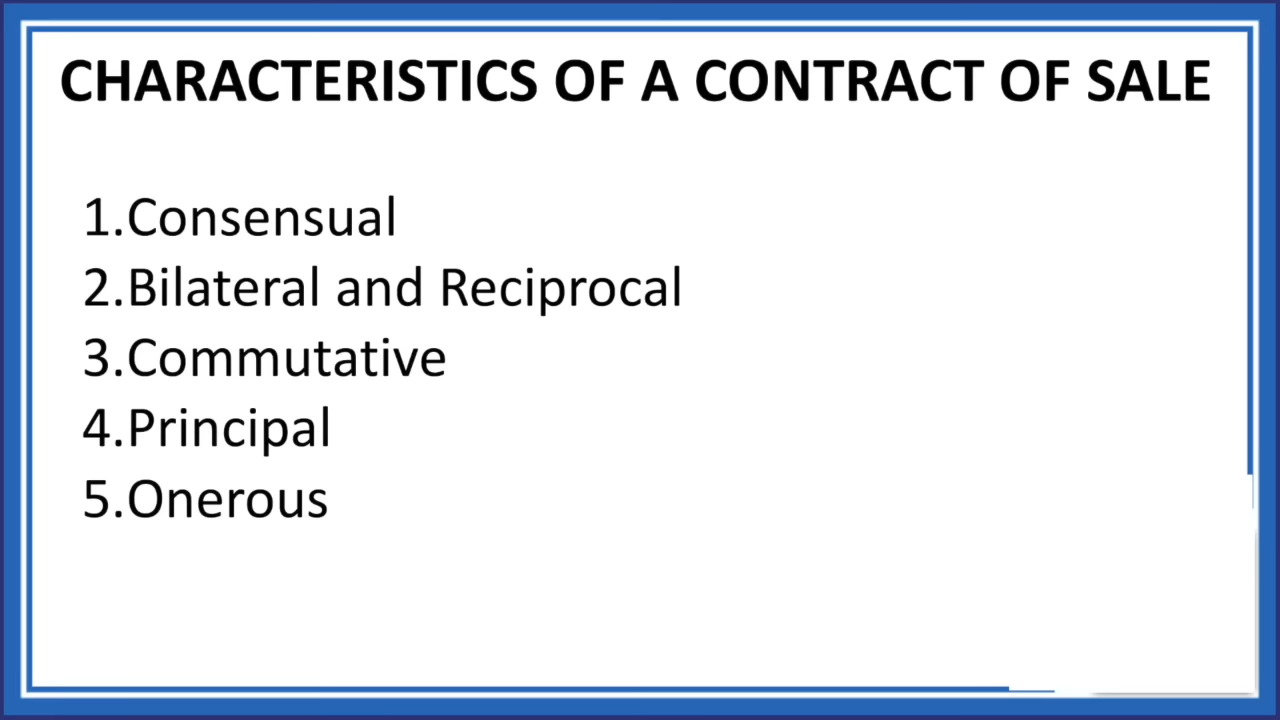 CHARACTERISTICS OF A CONTRACT OF SALE
1.Consensual
2.Bilateral and Reciprocal
3.Commutative
4.Principal
5.Onerous